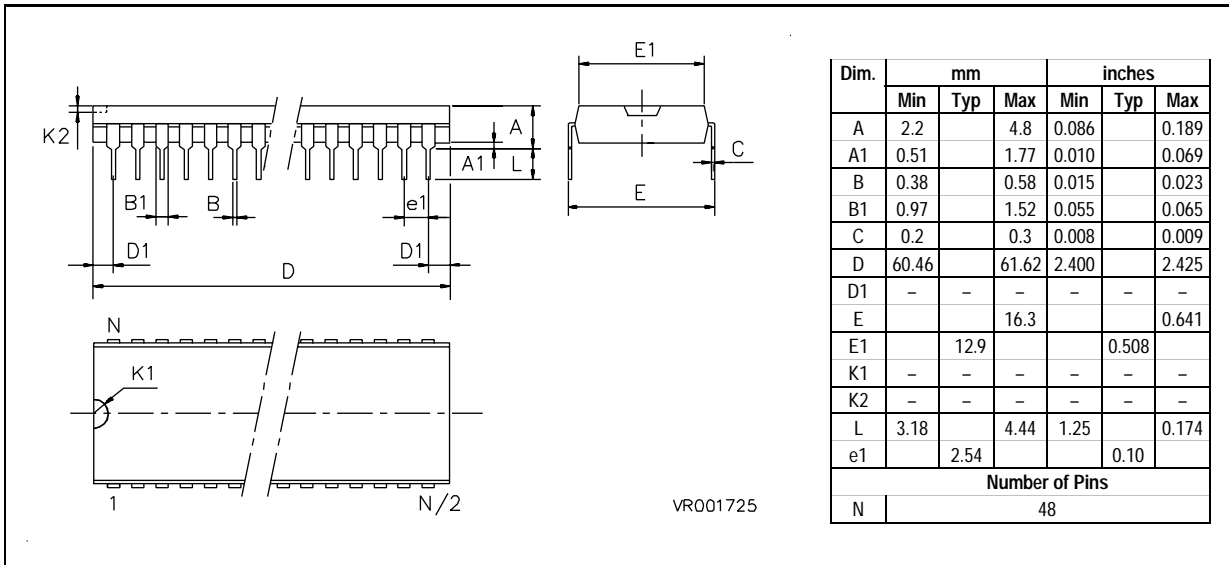 E1
K2
A
A1
L
C
B1
B
e1
E
D1
D1
D
N
K1
1
N/2
VR001725
Dim. mm inches
Min Typ Max Min Typ Max
A 2.2 4.8 0.086 0.189
A1 0.51 1.77 0.010 0.069
B 0.38 0.58 0.015 0.023
B1 0.97 1.52 0.055 0.065
C 0.2 0.3 0.008 0.009
D 60.46 61.62 2.400 2.425
D1 – – – – – –
E 16.3 0.641
E1 12.9 0.508
K1 – – – – – –
K2 – – – – – –
L 3.18 4.44 1.25 0.174
e1 2.54 0.10
Number of Pins
N 48